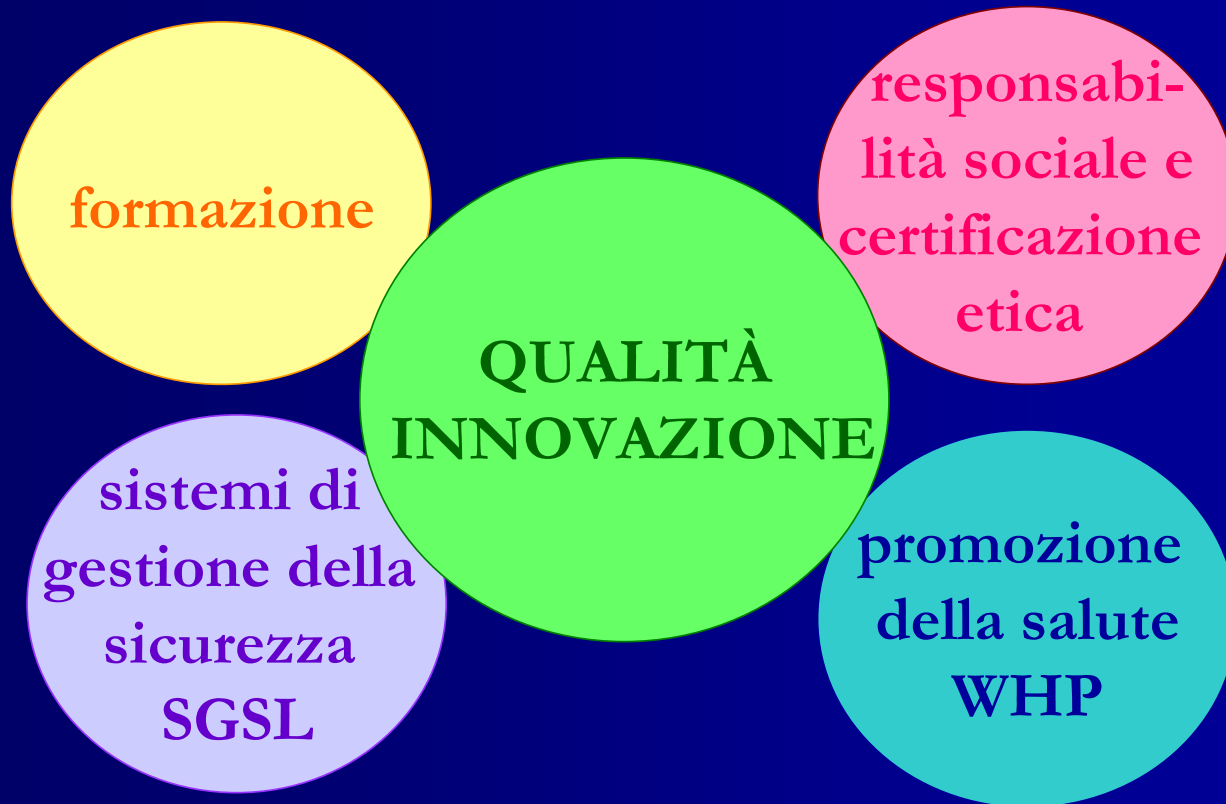 formazione
responsabi-
lità sociale e
certificazione
etica
QUALITÀ
INNOVAZIONE
sistemi di
gestione della
sicurezza
SGSL
promozione
della salute
WHP